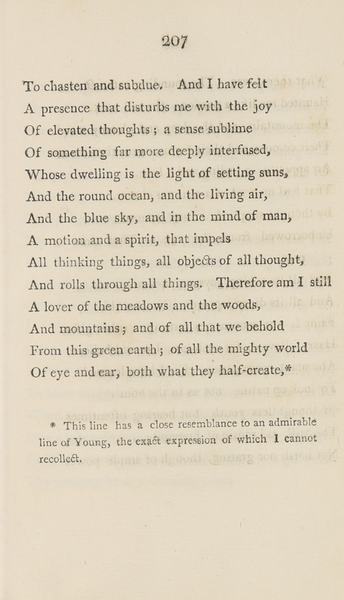 207
To chasten and subdue. And I have felt
A presence that disturbs me with the joy
Of elevated thoughts; a sense sublime
Of something far more deeply interfused,
Whose dwelling is the light of setting suns,
And the round ocean, and the living air,
And the blue sky, and in the mind of man,
A motion and a spirit, that impels
All thinking things, all objects of all thought,
And rolls through all things. Therefore am I still
A lover of the meadows and the woods,
And mountains; and of all that we behold
From this green earth; of all the mighty world
Of eye and ear, both what they half-create,*
* This line has a close resemblance to an admirable
line of Young, the exact expression of which I cannot
recollect.